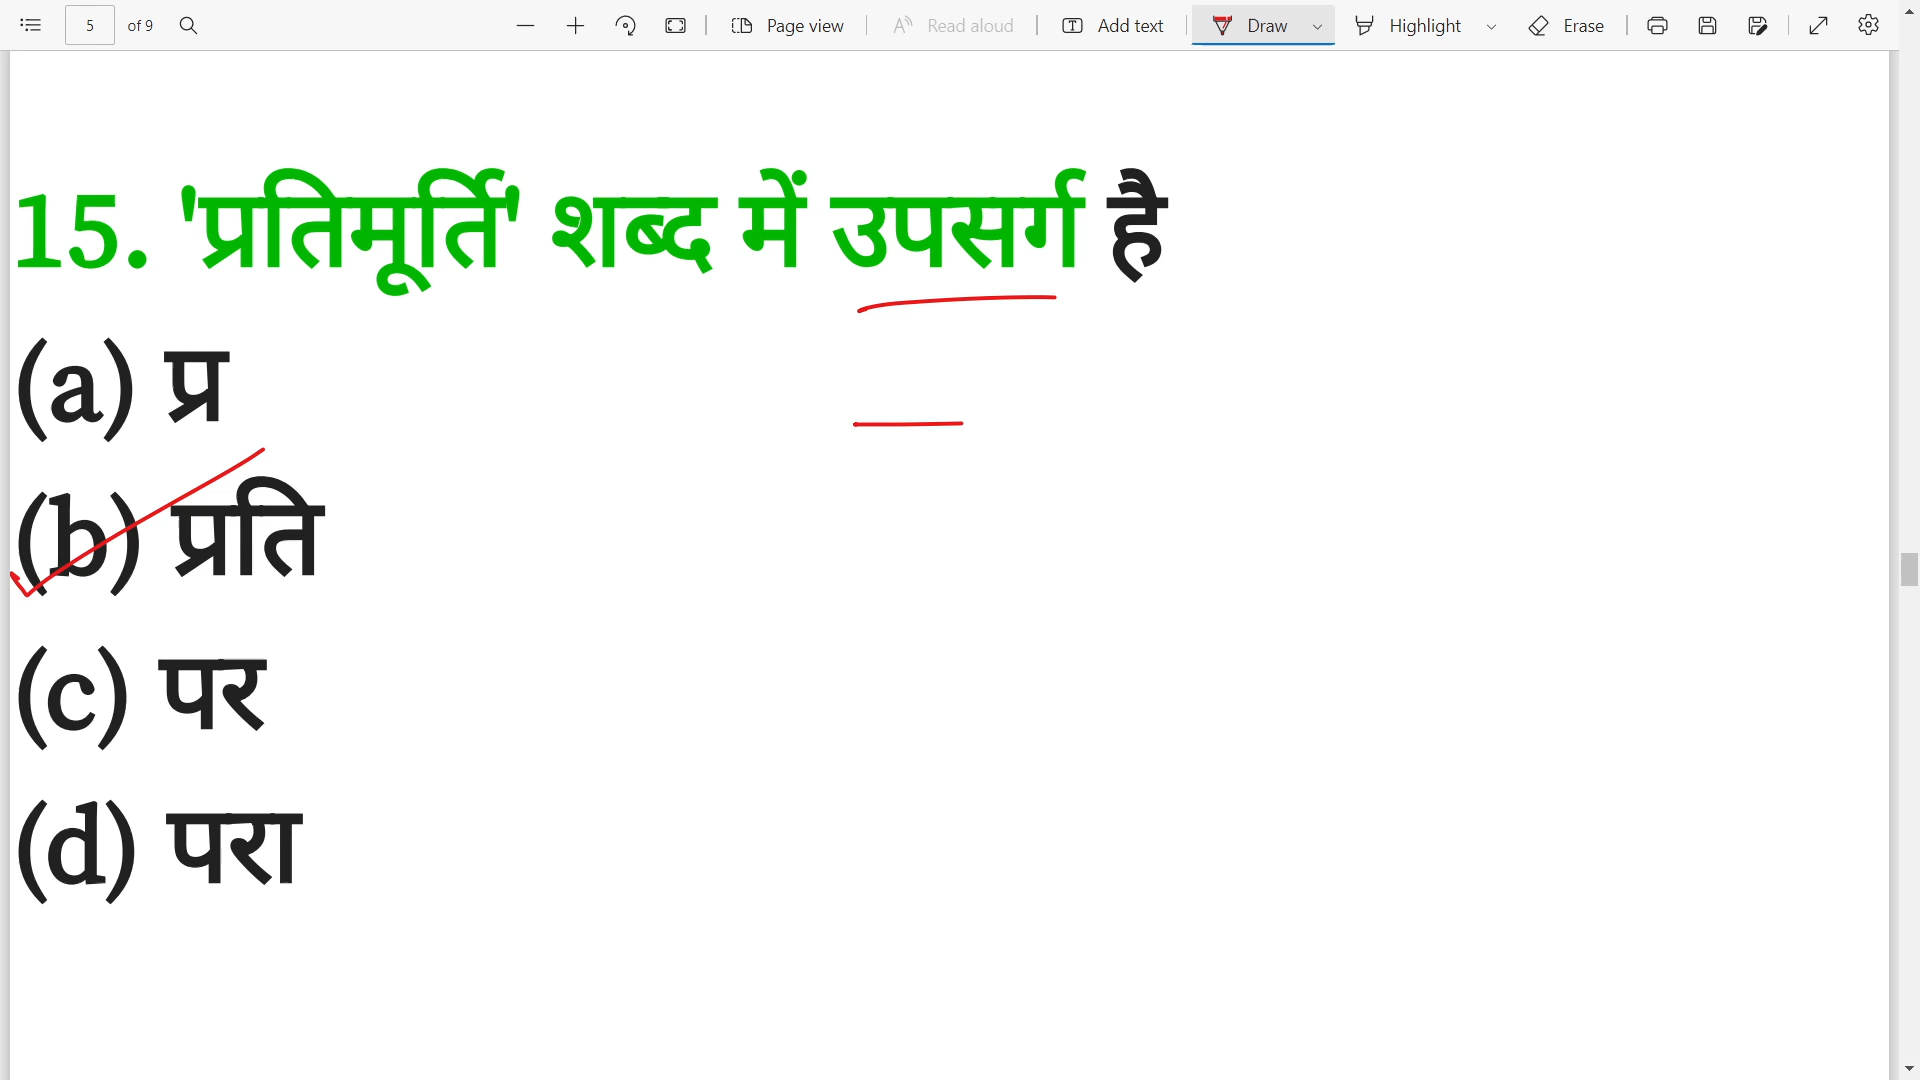 5 of 9 Page view Read aloud Add text Draw Highlight Erase
15. 'प्रतिमूर्ति' शब्द में उपसर्ग है
(a) प्र
(b) प्रति
(c) पर
(d) परा